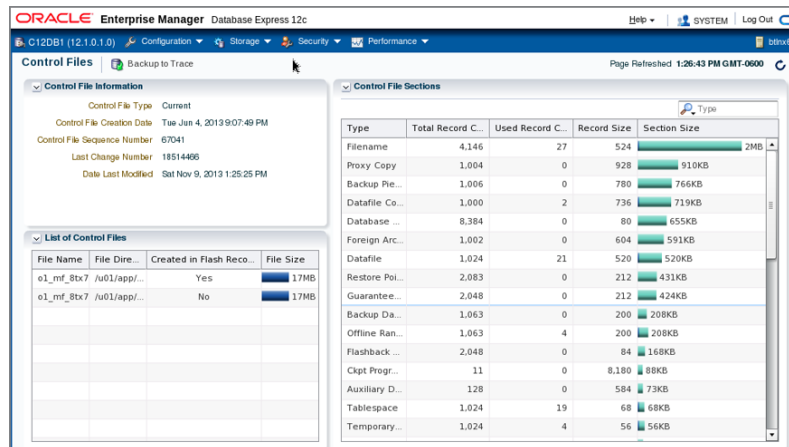 ORACLE Enterprise Manager Database Express 12c
Help SYSTEM Log Out
C12DB1 (12.1.0.1.0) Configuration Storage Security Performance
Control Files Backup to Trace
Page Refreshed 1:26:43 PM GMT-0600
Control File Information
Control File Type Current
Control File Creation Date Tue Jun 4, 2013 9:07:49 PM
Control File Sequence Number 67041
Last Change Number 18514466
Date Last Modified Sat Nov 9, 2013 1:25:25 PM
List of Control Files
File Name File Dire... Created in Flash Reco... File Size
o1_mf_8tx7 /u01/app/... Yes 17MB
o1_mf_8tx7 /u01/app/... No 17MB
Control File Sections
Type
Type Total Record C... Used Record C... Record Size Section Size
Filename 4,146 27 524 2MB
Proxy Copy 1,004 0 928 910KB
Backup Pie... 1,006 0 780 766KB
Datafile Co... 1,000 2 736 719KB
Database ... 8,384 0 80 655KB
Foreign Arc... 1,002 0 604 591KB
Datafile 1,024 21 520 520KB
Restore Poi... 2,083 0 212 431KB
Guarantee... 2,048 0 212 424KB
Backup Da... 1,063 0 200 208KB
Offline Ran... 1,063 4 200 208KB
Flashback ... 2,048 0 84 168KB
Ckpt Progr... 11 0 8,180 88KB
Auxiliary D... 128 0 584 73KB
Tablespace 1,024 19 68 68KB
Temporary... 1,024 4 56 56KB